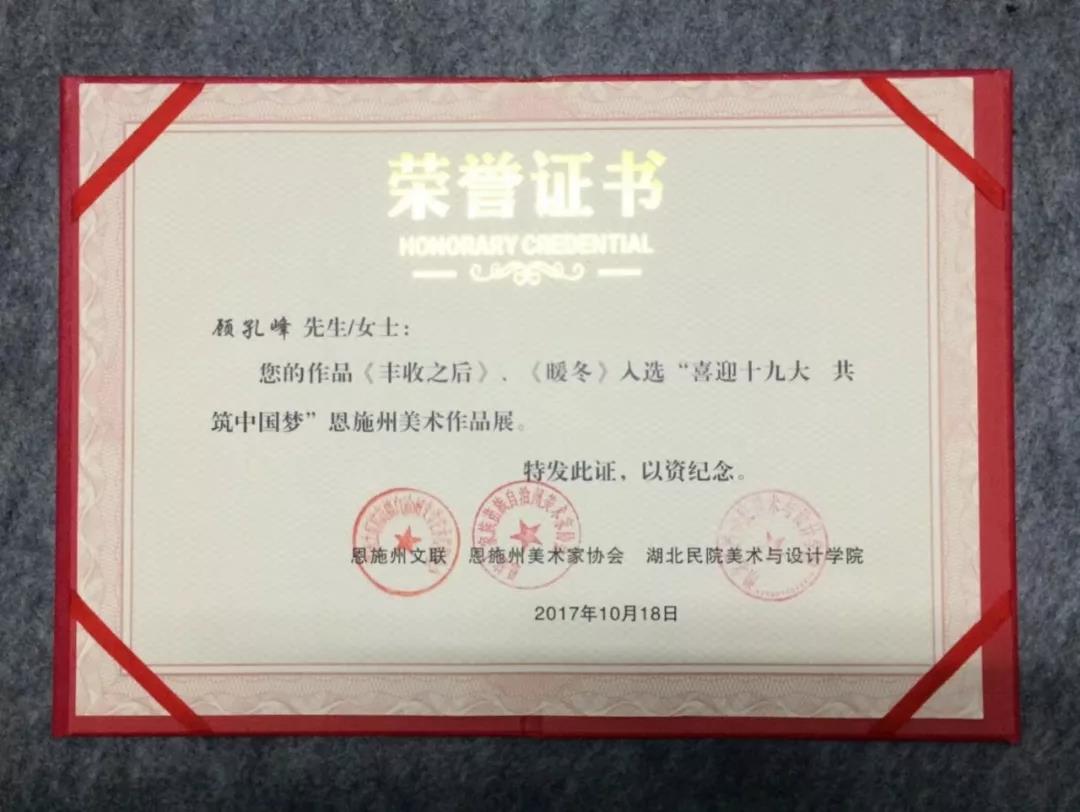 荣誉证书
HONORARY CREDENTIAL
顾孔峰 先生/女士：
您的作品《丰收之后》、《暖冬》入选“喜迎十九大 共
筑中国梦”恩施州美术作品展。
特发此证，以资纪念。
恩施州文联 恩施州美术家协会 湖北民院美术与设计学院
2017年10月18日